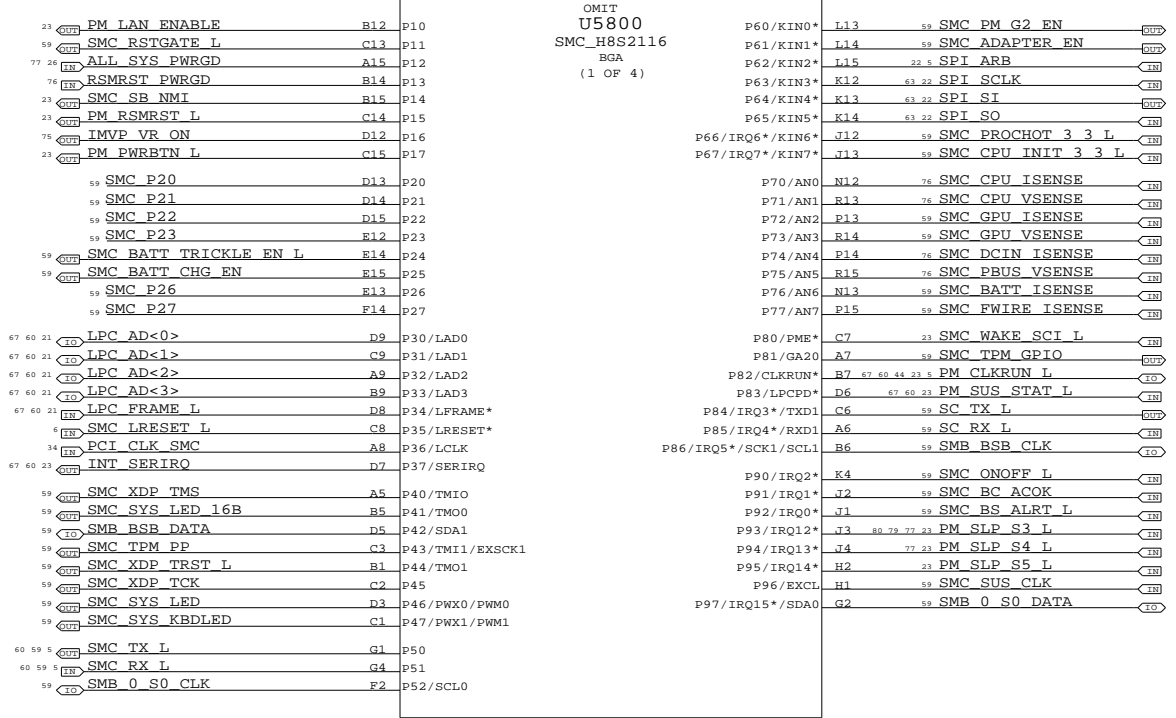 OMIT
U5800
SMC_H8S2116
BGA
(1 OF 4)
23 OUT PM_LAN_ENABLE B12 P10
59 OUT SMC_RSTGATE_L C13 P11
77 26 IN ALL_SYS_PWRGD A15 P12
76 IN RSMRST_PWRGD B14 P13
23 OUT SMC_SB_NMI B15 P14
23 OUT PM_RSMRST_L C14 P15
75 OUT IMVP_VR_ON D12 P16
23 OUT PM_PWRBTN_L C15 P17
59 SMC_P20 D13 P20
59 SMC_P21 D14 P21
59 SMC_P22 D15 P22
59 SMC_P23 E12 P23
59 OUT SMC_BATT_TRICKLE_EN_L E14 P24
59 OUT SMC_BATT_CHG_EN E15 P25
59 SMC_P26 E13 P26
59 SMC_P27 F14 P27
67 60 21 IO LPC_AD<0> D9 P30/LAD0
67 60 21 IO LPC_AD<1> C9 P31/LAD1
67 60 21 IO LPC_AD<2> A9 P32/LAD2
67 60 21 IO LPC_AD<3> B9 P33/LAD3
67 60 21 IN LPC_FRAME_L D8 P34/LFRAME*
6 IN SMC_LRESET_L C8 P35/LRESET*
34 IN PCI_CLK_SMC A8 P36/LCLK
67 60 23 OUT INT_SERIRQ D7 P37/SERIRQ
59 OUT SMC_XDP_TMS A5 P40/TMIO
59 OUT SMC_SYS_LED_16B B5 P41/TMO0
59 IO SMB_BSB_DATA D5 P42/SDA1
59 OUT SMC_TPM_PP C3 P43/TMI1/EXSCK1
59 OUT SMC_XDP_TRST_L B1 P44/TMO1
59 OUT SMC_XDP_TCK C2 P45
59 OUT SMC_SYS_LED D3 P46/PWX0/PWM0
59 OUT SMC_SYS_KBDLED C1 P47/PWX1/PWM1
60 59 5 OUT SMC_TX_L G1 P50
60 59 5 IN SMC_RX_L G4 P51
59 IO SMB_0_S0_CLK F2 P52/SCL0
P60/KIN0* L13 59 SMC_PM_G2_EN OUT
P61/KIN1* L14 59 SMC_ADAPTER_EN OUT
P62/KIN2* L15 22 5 SPI_ARB IN
P63/KIN3* K12 63 22 SPI_SCLK IN
P64/KIN4* K13 63 22 SPI_SI OUT
P65/KIN5* K14 63 22 SPI_SO IN
P66/IRQ6*/KIN6* J12 59 SMC_PROCHOT_3_3_L IN
P67/IRQ7*/KIN7* J13 59 SMC_CPU_INIT_3_3_L IN
P70/AN0 N12 76 SMC_CPU_ISENSE IN
P71/AN1 R13 76 SMC_CPU_VSENSE IN
P72/AN2 P13 59 SMC_GPU_ISENSE IN
P73/AN3 R14 59 SMC_GPU_VSENSE IN
P74/AN4 P14 76 SMC_DCIN_ISENSE IN
P75/AN5 R15 76 SMC_PBUS_VSENSE IN
P76/AN6 N13 59 SMC_BATT_ISENSE IN
P77/AN7 P15 59 SMC_FWIRE_ISENSE IN
P80/PME* C7 23 SMC_WAKE_SCI_L IN
P81/GA20 A7 59 SMC_TPM_GPIO OUT
P82/CLKRUN* B7 67 60 44 23 5 PM_CLKRUN_L IO
P83/LPCPD* D6 67 60 23 PM_SUS_STAT_L IN
P84/IRQ3*/TXD1 C6 59 SC_TX_L OUT
P85/IRQ4*/RXD1 A6 59 SC_RX_L IN
P86/IRQ5*/SCK1/SCL1 B6 59 SMB_BSB_CLK IO
P90/IRQ2* K4 59 SMC_ONOFF_L IN
P91/IRQ1* J2 59 SMC_BC_ACOK IN
P92/IRQ0* J1 59 SMC_BS_ALRT_L IN
P93/IRQ12* J3 80 79 77 23 PM_SLP_S3_L IN
P94/IRQ13* J4 77 23 PM_SLP_S4_L IN
P95/IRQ14* H2 23 PM_SLP_S5_L IN
P96/EXCL H1 59 SMC_SUS_CLK IN
P97/IRQ15*/SDA0 G2 59 SMB_0_S0_DATA IO